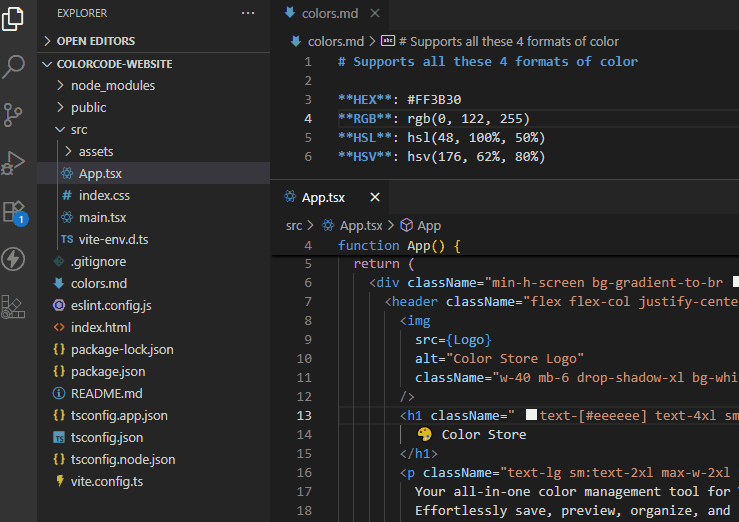 EXPLORER ···
OPEN EDITORS
COLORCODE-WEBSITE
node_modules
public
src
assets
App.tsx
# index.css
main.tsx
TS vite-env.d.ts
.gitignore
colors.md
eslint.config.js
<> index.html
{} package-lock.json
{} package.json
README.md
{} tsconfig.app.json
TS tsconfig.json
{} tsconfig.node.json
vite.config.ts
1
colors.md ×
colors.md > abc # Supports all these 4 formats of color
1 # Supports all these 4 formats of color
2
3 **HEX**: #FF3B30
4 **RGB**: rgb(0, 122, 255)
5 **HSL**: hsl(48, 100%, 50%)
6 **HSV**: hsv(176, 62%, 80%)
App.tsx ×
src > App.tsx > App
4 function App() {
5 return (
6 <div className="min-h-screen bg-gradient-to-br
7 <header className="flex flex-col justify-cente
8 <img
9 src={Logo}
10 alt="Color Store Logo"
11 className="w-40 mb-6 drop-shadow-xl bg-whi
12 />
13 <h1 className=" text-[#eeeeee] text-4xl sm
14 🎨 Color Store
15 </h1>
16 <p className="text-lg sm:text-2xl max-w-2xl
17 Your all-in-one color management tool for
18 Effortlessly save, preview, organize, and